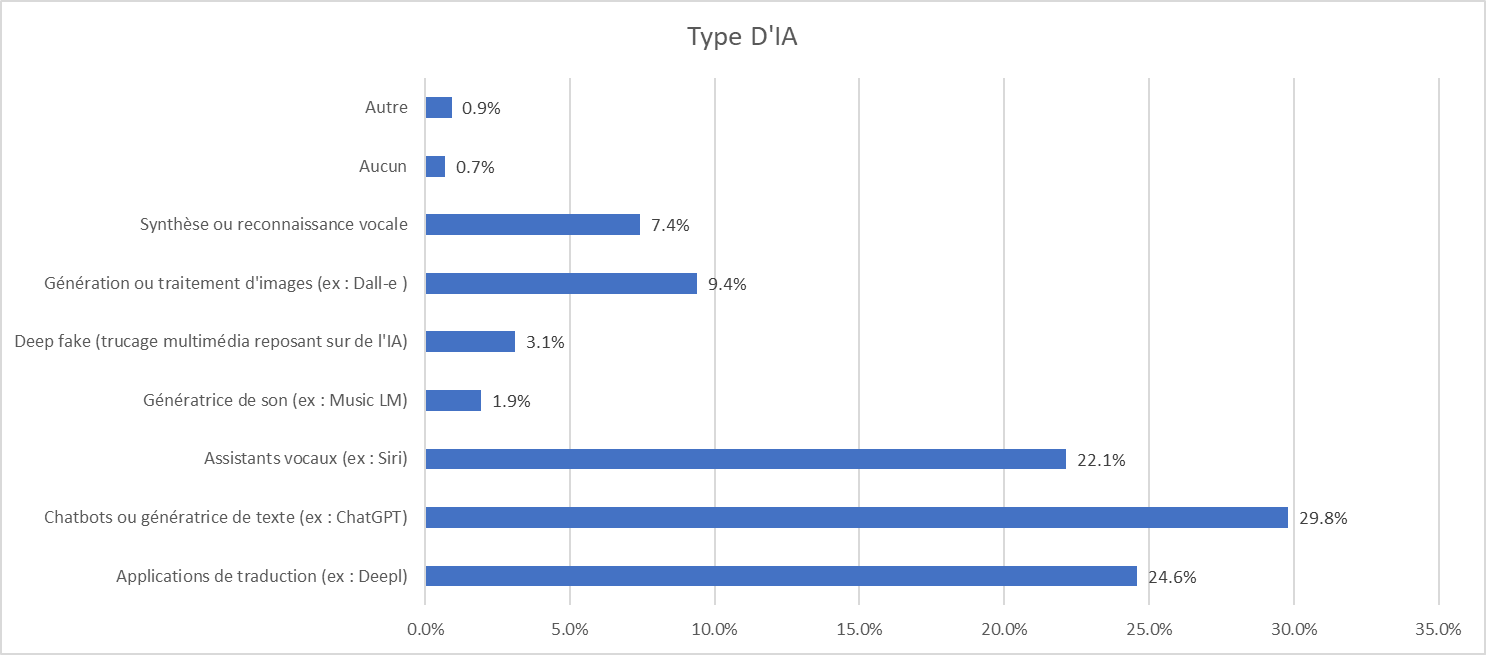 Type D'IA
Autre
0.9%
Aucun
0.7%
Synthèse ou reconnaissance vocale
7.4%
Génération ou traitement d'images (ex : Dall-e )
9.4%
Deep fake (trucage multimédia reposant sur de l'IA)
3.1%
Génératrice de son (ex : Music LM)
1.9%
Assistants vocaux (ex : Siri)
22.1%
Chatbots ou génératrice de texte (ex : ChatGPT)
29.8%
Applications de traduction (ex : Deepl)
24.6%
0.0% 5.0% 10.0% 15.0% 20.0% 25.0% 30.0% 35.0%